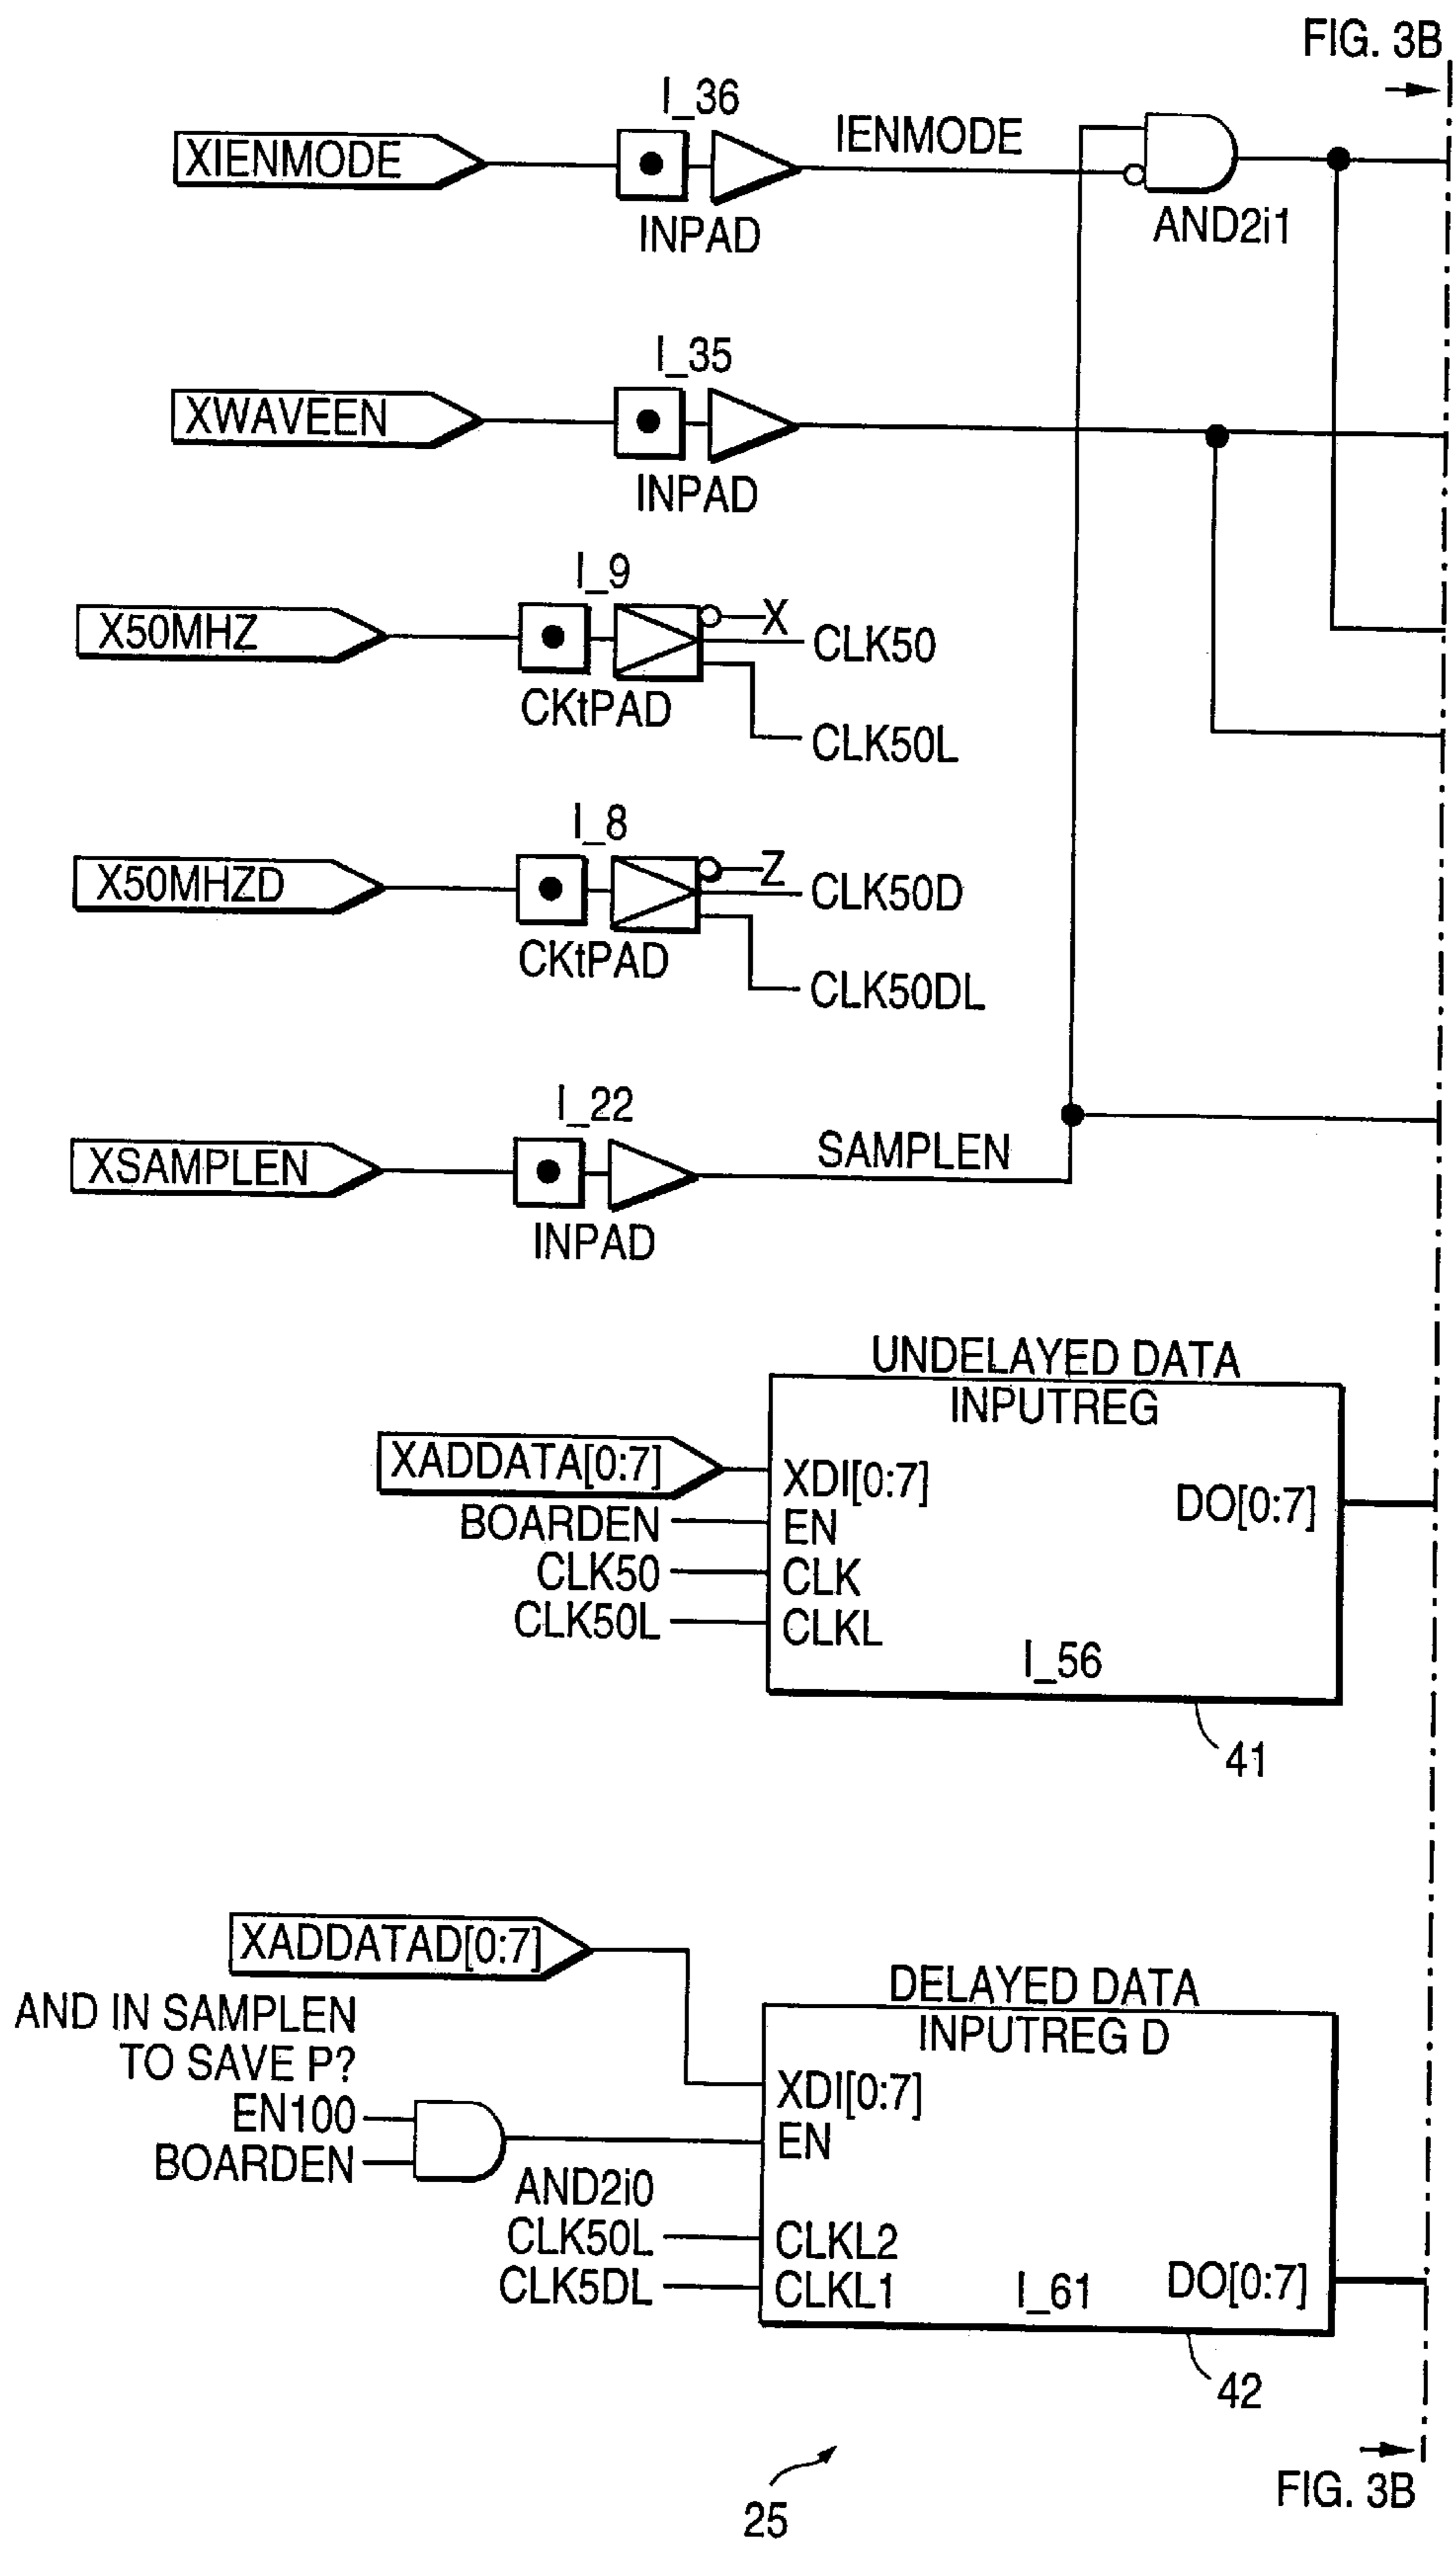 FIG. 3B
I_36
XIENMODE
IENMODE
INPAD
AND2i1
I_35
XWAVEEN
INPAD
I_9
X50MHZ
X
CLK50
CKtPAD
CLK50L
I_8
X50MHZD
Z
CLK50D
CKtPAD
CLK50DL
I_22
XSAMPLEN
SAMPLEN
INPAD
UNDELAYED DATA
INPUTREG
XADDATA[0:7]
XDI[0:7]
DO[0:7]
BOARDEN
EN
CLK50
CLK
CLK50L
CLKL
I_56
41
XADDATAD[0:7]
DELAYED DATA
INPUTREG D
AND IN SAMPLEN
TO SAVE P?
XDI[0:7]
EN100
EN
BOARDEN
AND2i0
CLK50L
CLKL2
CLK5DL
CLKL1
I_61
DO[0:7]
42
25
FIG. 3B